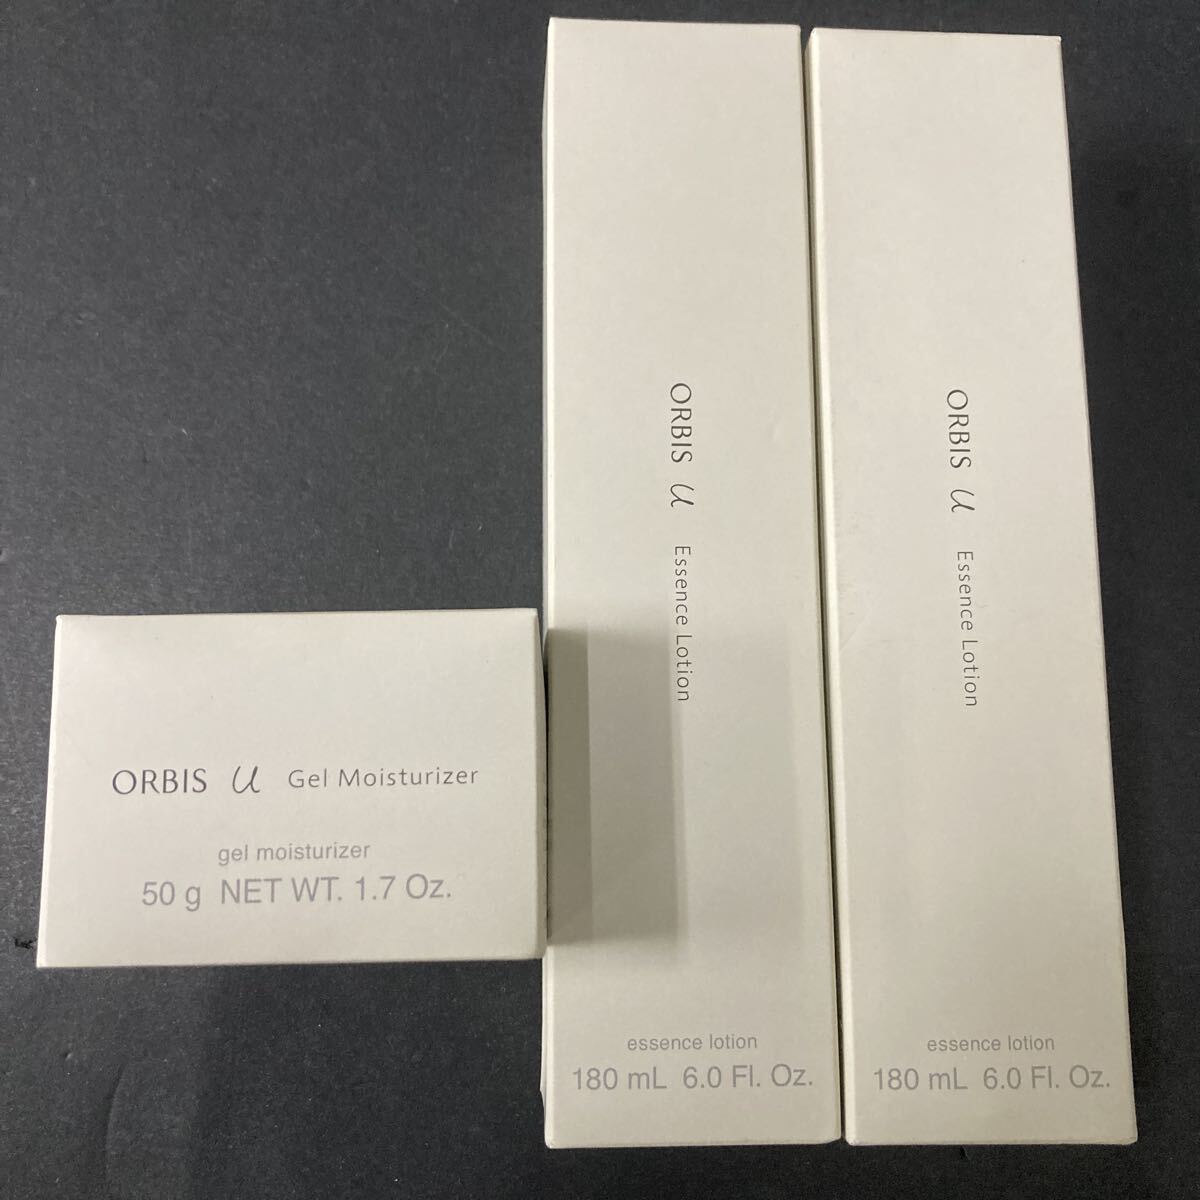 ORBIS u Gel Moisturizer
gel moisturizer
50 g NET WT. 1.7 Oz.
ORBIS u Essence Lotion
essence lotion
180 mL 6.0 Fl. Oz.
ORBIS u Essence Lotion
essence lotion
180 mL 6.0 Fl. Oz.